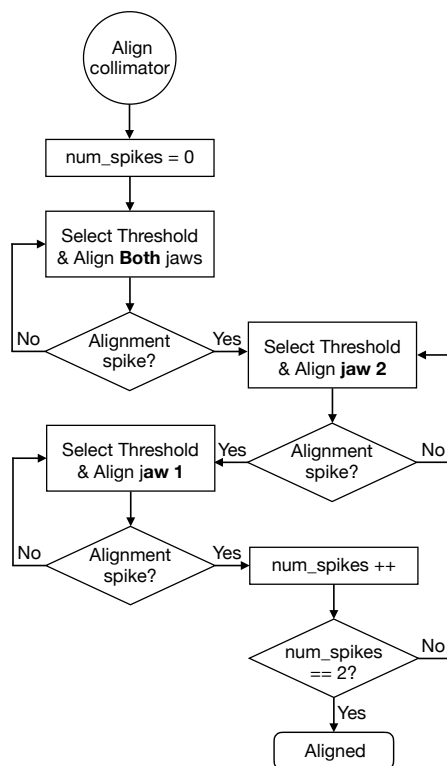 Align
collimator
num_spikes = 0
Select Threshold
& Align Both jaws
Alignment
spike?
No
Yes
Select Threshold
& Align jaw 2
Alignment
spike?
Yes
No
Select Threshold
& Align jaw 1
Alignment
spike?
No
Yes
num_spikes ++
num_spikes
== 2?
No
Yes
Aligned